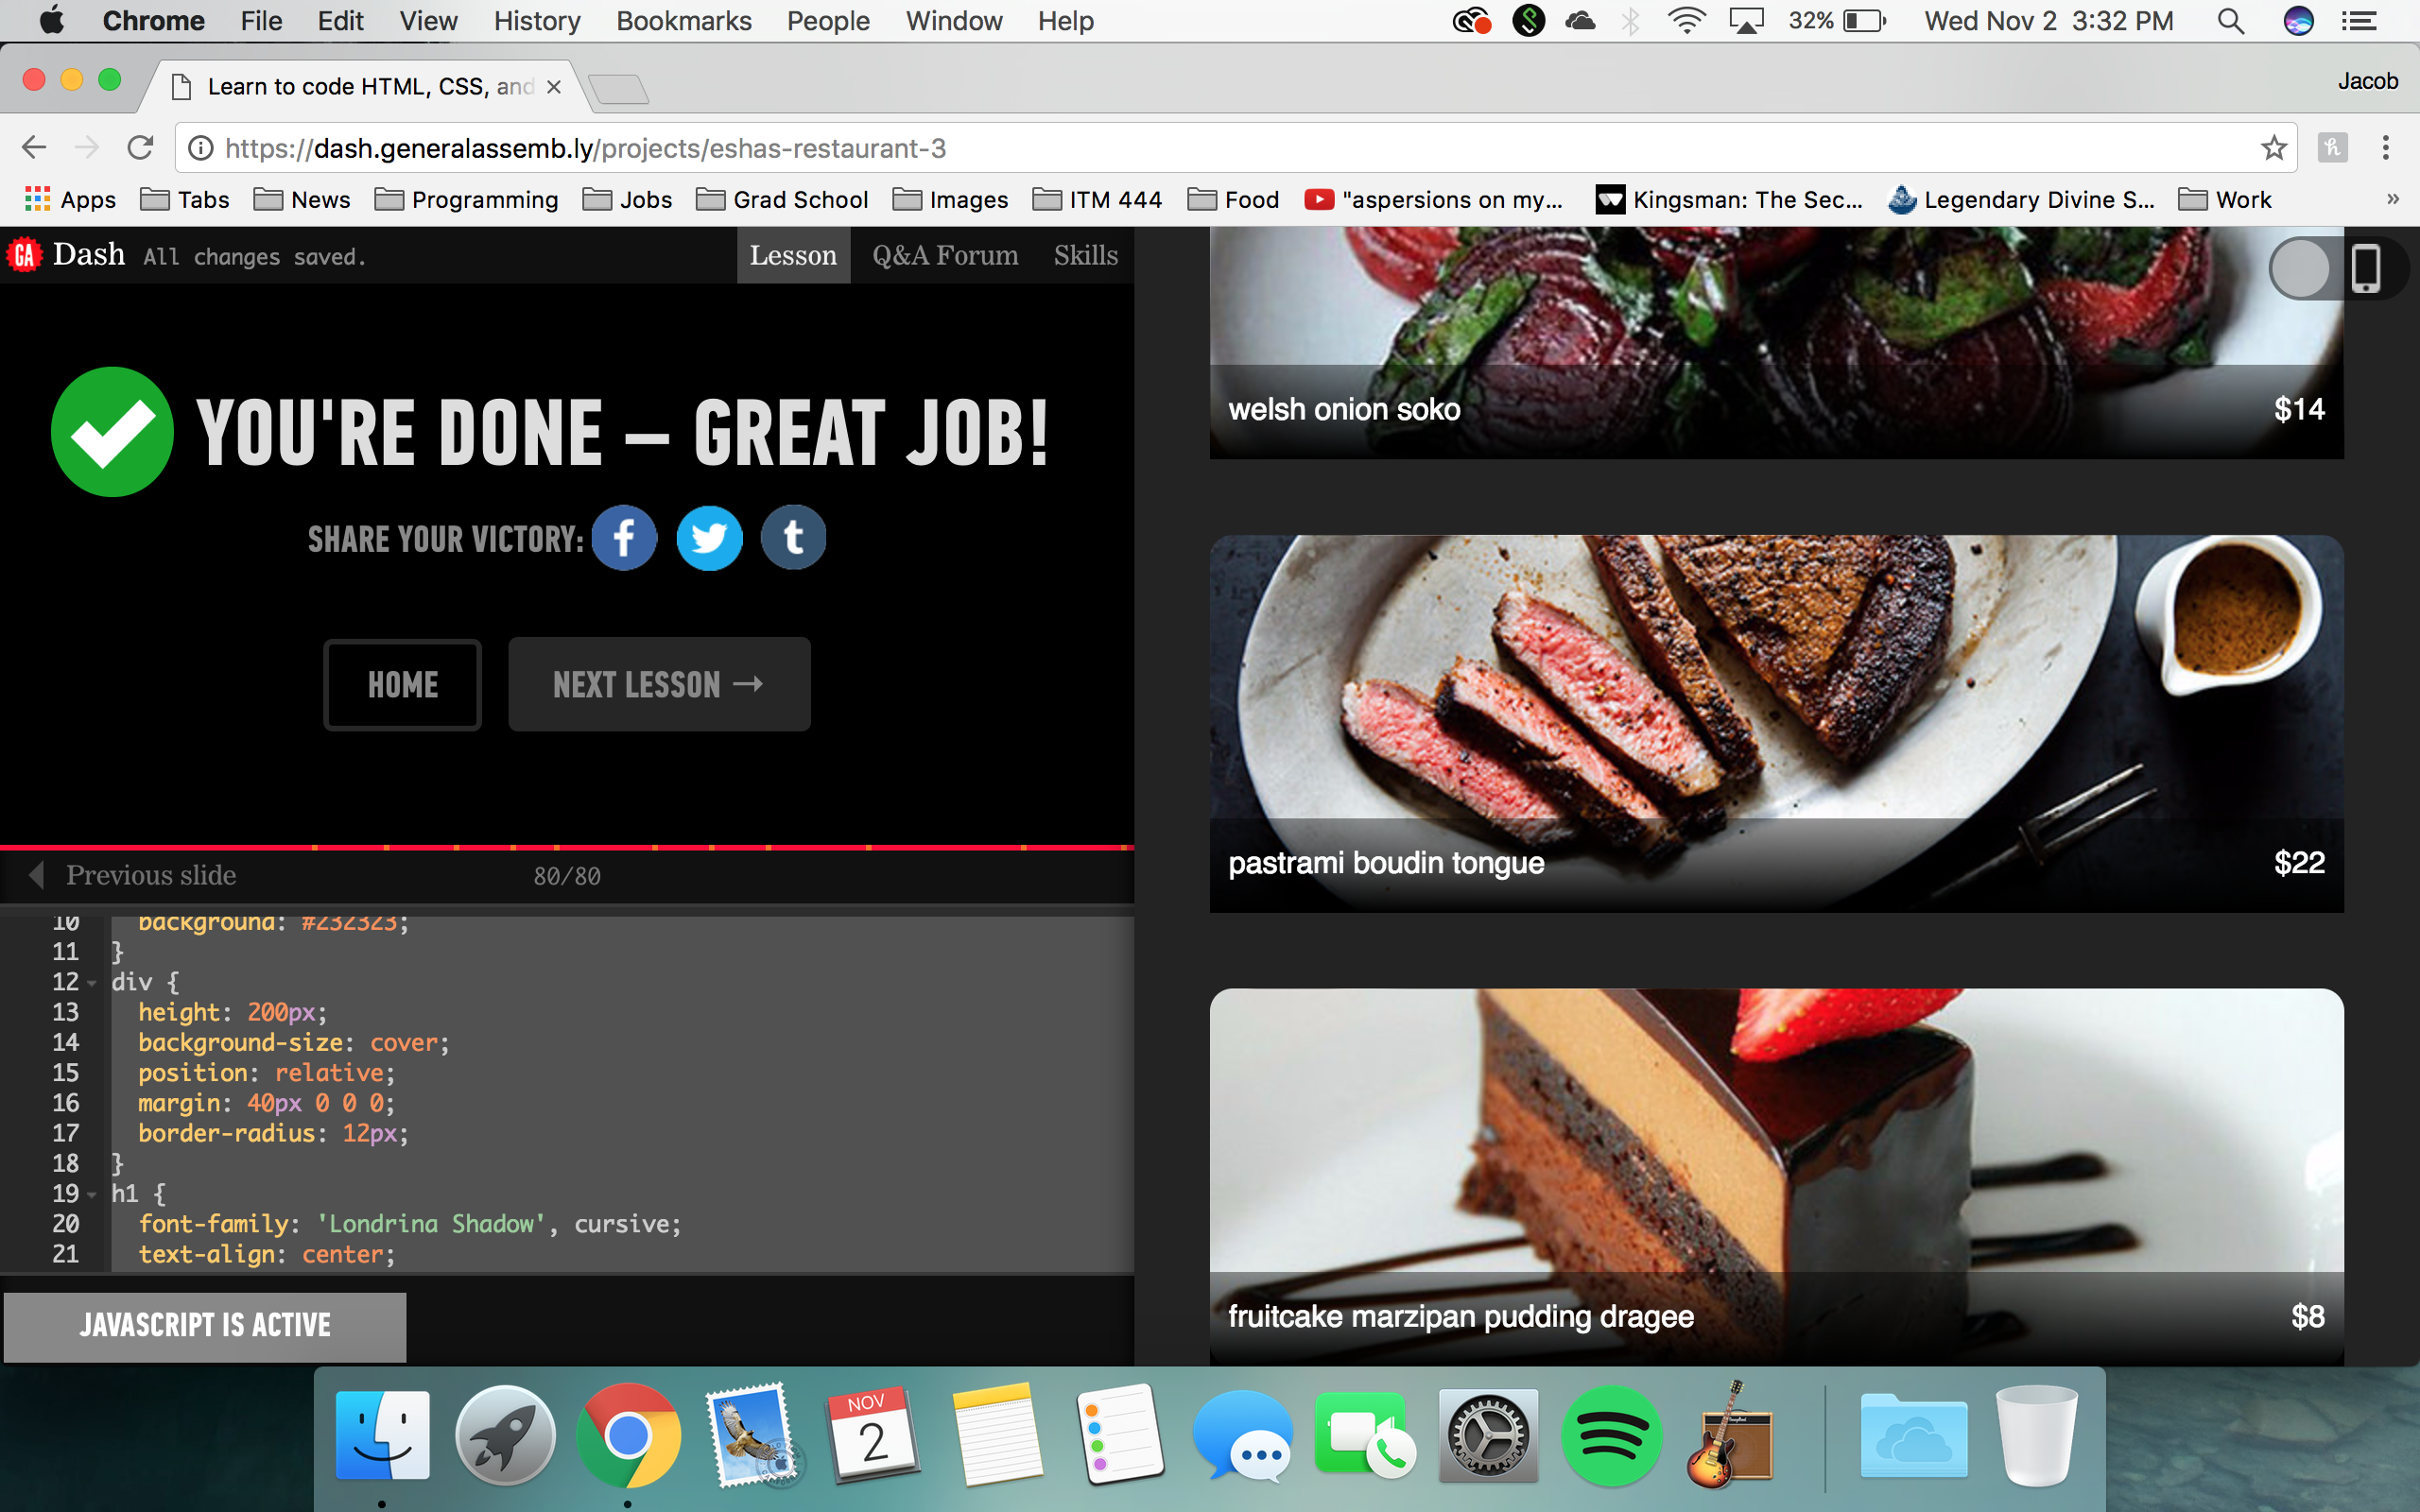 Chrome File Edit View History Bookmarks People Window Help 32% Wed Nov 2 3:32 PM
Learn to code HTML, CSS, and Jacob
https://dash.generalassemb.ly/projects/eshas-restaurant-3
Apps Tabs News Programming Jobs Grad School Images ITM 444 Food "aspersions on my... Kingsman: The Sec... Legendary Divine S... Work »
GA Dash All changes saved. Lesson Q&A Forum Skills
YOU'RE DONE — GREAT JOB!
SHARE YOUR VICTORY: f t
HOME NEXT LESSON →
Previous slide 80/80
10 background: #232323;
11 }
12 div {
13 height: 200px;
14 background-size: cover;
15 position: relative;
16 margin: 40px 0 0 0;
17 border-radius: 12px;
18 }
19 h1 {
20 font-family: 'Londrina Shadow', cursive;
21 text-align: center;
JAVASCRIPT IS ACTIVE
welsh onion soko $14
pastrami boudin tongue $22
fruitcake marzipan pudding dragee $8
NOV
2